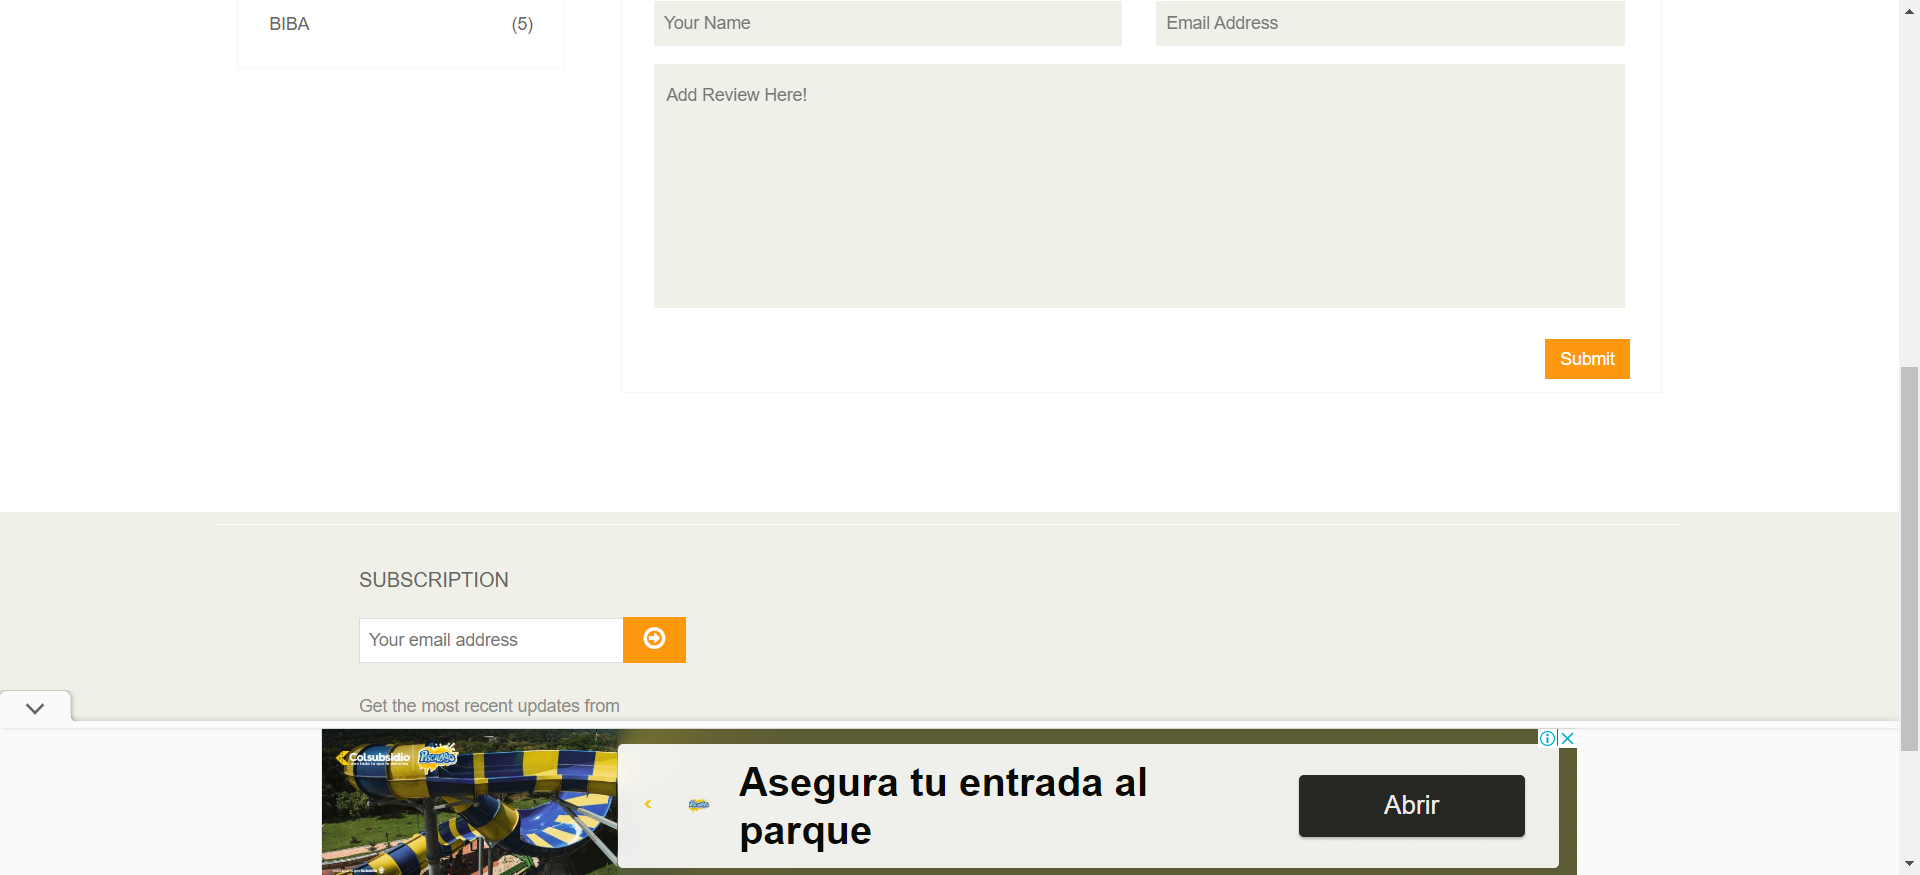 BIBA (5)
Your Name
Email Address
Add Review Here!
Submit
SUBSCRIPTION
Your email address
Get the most recent updates from
Colsubsidio
Asegura tu entrada al
parque
Abrir